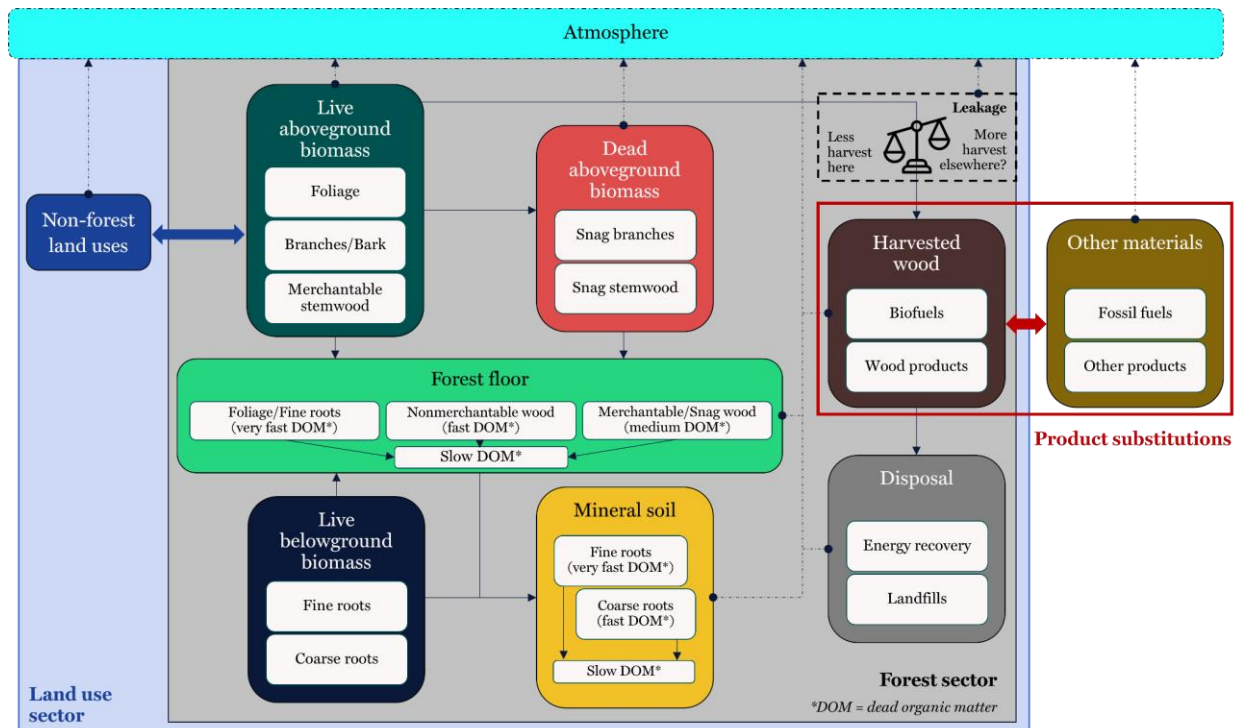 Atmosphere
Live
aboveground
biomass
Foliage
Branches/Bark
Merchantable
stemwood
Dead
aboveground
biomass
Snag branches
Snag stemwood
Leakage
Less
harvest
here
More
harvest
elsewhere?
Non-forest
land uses
Harvested
wood
Biofuels
Wood products
Other materials
Fossil fuels
Other products
Product substitutions
Forest floor
Foliage/Fine roots
(very fast DOM*)
Nonmerchantable wood
(fast DOM*)
Merchantable/Snag wood
(medium DOM*)
Slow DOM*
Live
belowground
biomass
Fine roots
Coarse roots
Mineral soil
Fine roots
(very fast DOM*)
Coarse roots
(fast DOM*)
Slow DOM*
Disposal
Energy recovery
Landfills
Land use
sector
Forest sector
*DOM = dead organic matter